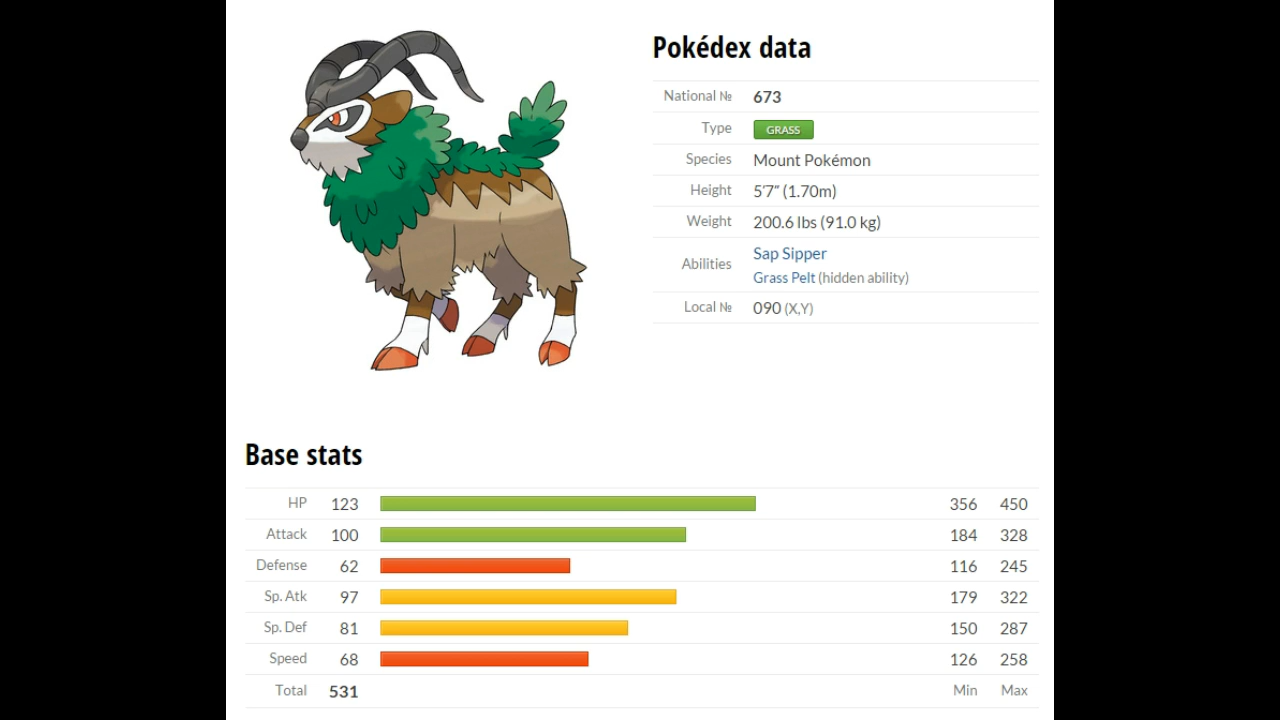 Pokédex data
National № 673
Type GRASS
Species Mount Pokémon
Height 5′7″ (1.70m)
Weight 200.6 lbs (91.0 kg)
Abilities Sap Sipper
Grass Pelt (hidden ability)
Local № 090 (X,Y)
Base stats
HP 123 356 450
Attack 100 184 328
Defense 62 116 245
Sp. Atk 97 179 322
Sp. Def 81 150 287
Speed 68 126 258
Total 531 Min Max